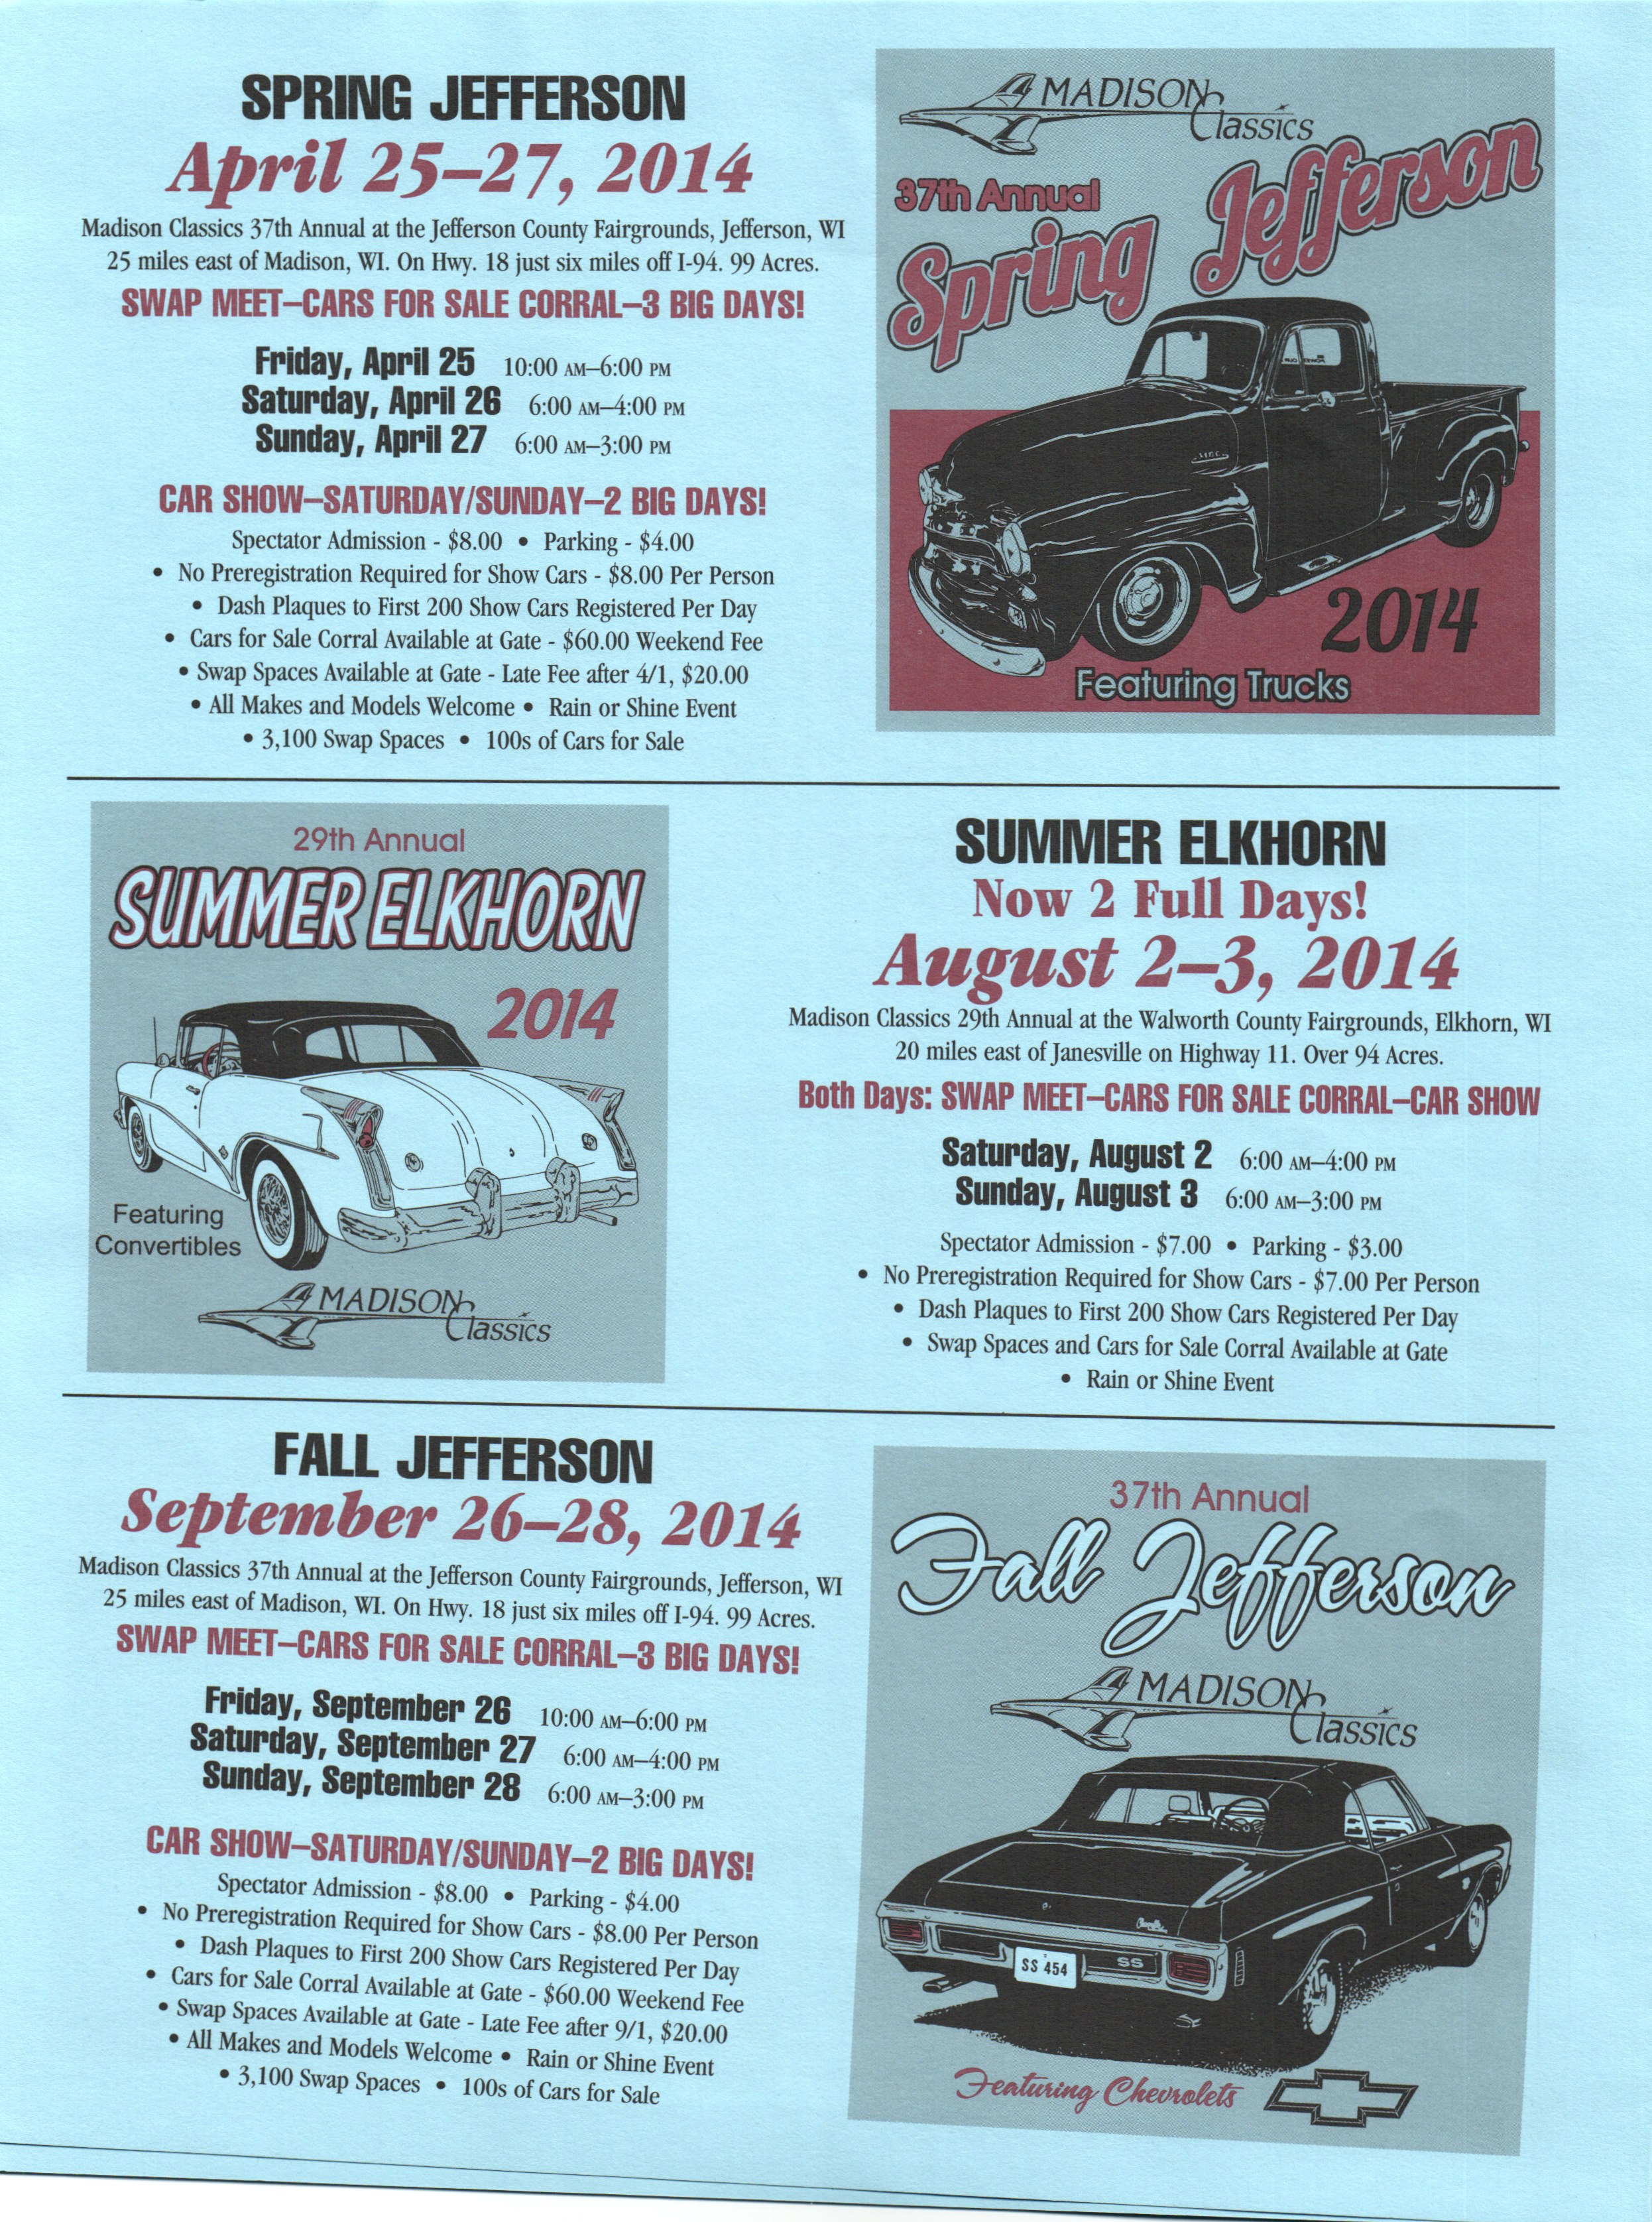 SPRING JEFFERSON
April 25–27, 2014
Madison Classics 37th Annual at the Jefferson County Fairgrounds, Jefferson, WI
25 miles east of Madison, WI. On Hwy. 18 just six miles off I-94. 99 Acres.
SWAP MEET–CARS FOR SALE CORRAL–3 BIG DAYS!
Friday, April 25 10:00 AM–6:00 PM
Saturday, April 26 6:00 AM–4:00 PM
Sunday, April 27 6:00 AM–3:00 PM
CAR SHOW–SATURDAY/SUNDAY–2 BIG DAYS!
Spectator Admission - $8.00 • Parking - $4.00
• No Preregistration Required for Show Cars - $8.00 Per Person
• Dash Plaques to First 200 Show Cars Registered Per Day
• Cars for Sale Corral Available at Gate - $60.00 Weekend Fee
• Swap Spaces Available at Gate - Late Fee after 4/1, $20.00
• All Makes and Models Welcome • Rain or Shine Event
• 3,100 Swap Spaces • 100s of Cars for Sale
MADISON
Classics
37th Annual
Spring Jefferson
2014
Featuring Trucks
29th Annual
SUMMER ELKHORN
2014
Featuring
Convertibles
MADISON
Classics
SUMMER ELKHORN
Now 2 Full Days!
August 2–3, 2014
Madison Classics 29th Annual at the Walworth County Fairgrounds, Elkhorn, WI
20 miles east of Janesville on Highway 11. Over 94 Acres.
Both Days: SWAP MEET–CARS FOR SALE CORRAL–CAR SHOW
Saturday, August 2 6:00 AM–4:00 PM
Sunday, August 3 6:00 AM–3:00 PM
Spectator Admission - $7.00 • Parking - $3.00
• No Preregistration Required for Show Cars - $7.00 Per Person
• Dash Plaques to First 200 Show Cars Registered Per Day
• Swap Spaces and Cars for Sale Corral Available at Gate
• Rain or Shine Event
FALL JEFFERSON
September 26–28, 2014
Madison Classics 37th Annual at the Jefferson County Fairgrounds, Jefferson, WI
25 miles east of Madison, WI. On Hwy. 18 just six miles off I-94. 99 Acres.
SWAP MEET–CARS FOR SALE CORRAL–3 BIG DAYS!
Friday, September 26 10:00 AM–6:00 PM
Saturday, September 27 6:00 AM–4:00 PM
Sunday, September 28 6:00 AM–3:00 PM
CAR SHOW–SATURDAY/SUNDAY–2 BIG DAYS!
Spectator Admission - $8.00 • Parking - $4.00
• No Preregistration Required for Show Cars - $8.00 Per Person
• Dash Plaques to First 200 Show Cars Registered Per Day
• Cars for Sale Corral Available at Gate - $60.00 Weekend Fee
• Swap Spaces Available at Gate - Late Fee after 9/1, $20.00
• All Makes and Models Welcome • Rain or Shine Event
• 3,100 Swap Spaces • 100s of Cars for Sale
37th Annual
Fall Jefferson
MADISON
Classics
SS 454
SS
Featuring Chevrolets